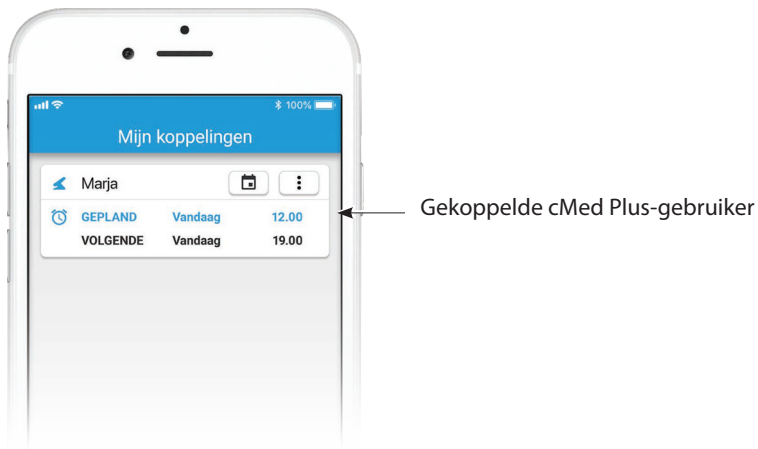 100%
Mijn koppelingen
Marja
GEPLAND Vandaag 12.00
VOLGENDE Vandaag 19.00
Gekoppelde cMed Plus-gebruiker